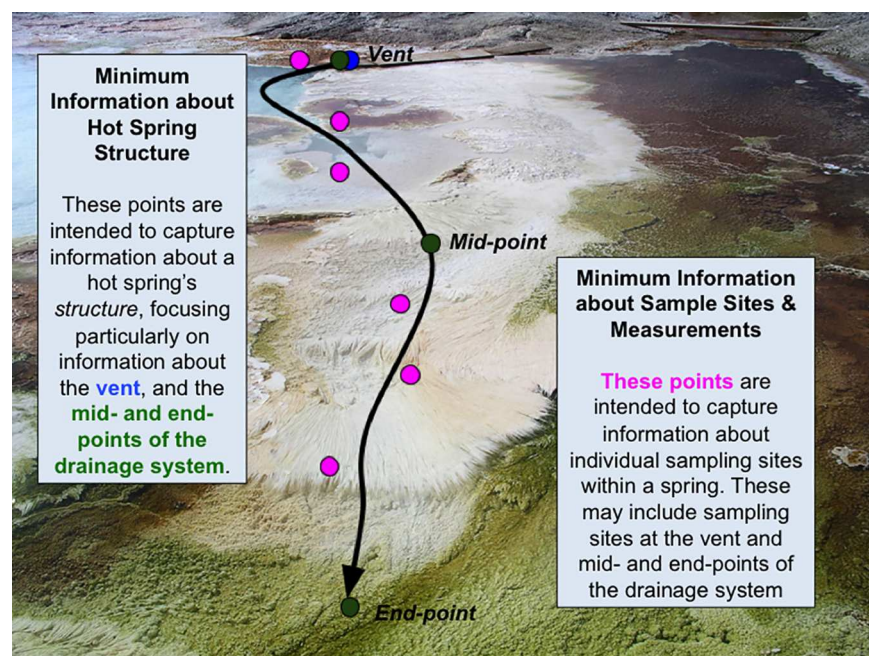 Vent
Minimum
Information about
Hot Spring
Structure
These points are
intended to capture
information about a
hot spring's
structure, focusing
particularly on
information about
the vent, and the
mid- and end-
points of the
drainage system.
Mid-point
Minimum Information
about Sample Sites &
Measurements
These points are
intended to capture
information about
individual sampling sites
within a spring. These
may include sampling
sites at the vent and
mid- and end-points of
the drainage system
End-point